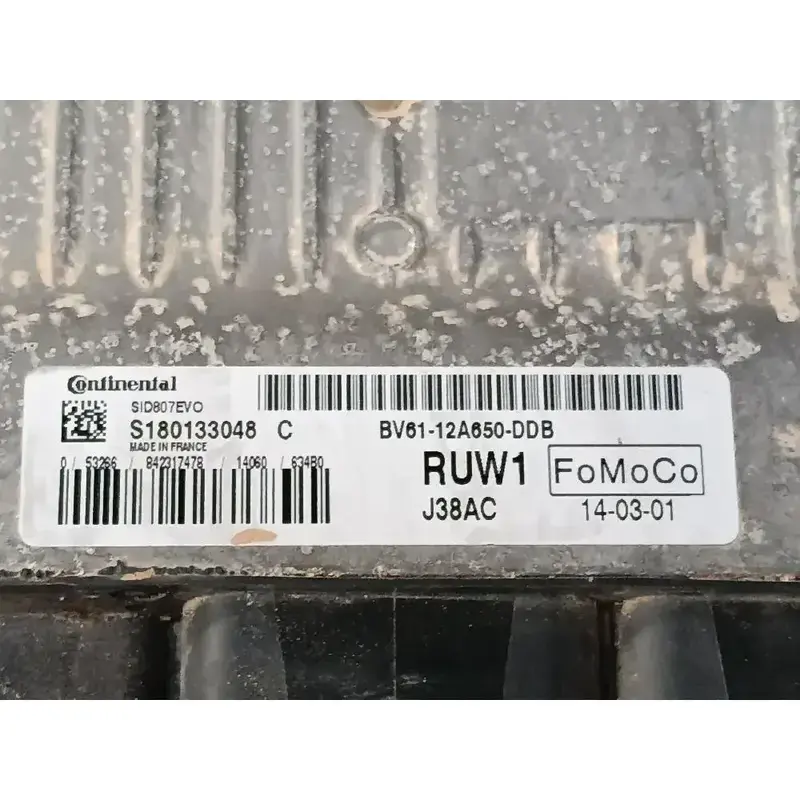 Continental
SID807EVO
S180133048 C
MADE IN FRANCE
0 / 53266 / 842317478 / 14060 / 634B0
BV61-12A650-DDB
RUW1 FoMoCo
J38AC 14-03-01